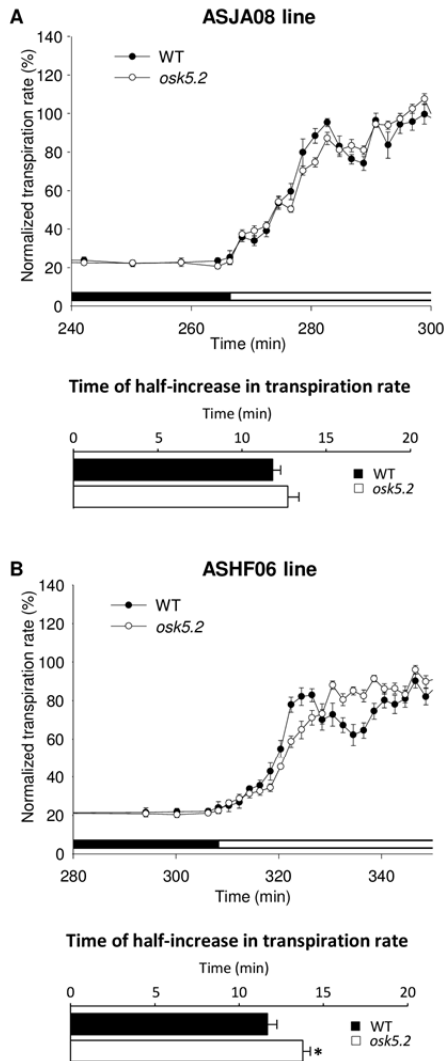 A
ASJA08 line
Normalized transpiration rate (%)
140
120
100
80
60
40
20
0
WT
osk5.2
240 260 280 300
Time (min)
Time of half-increase in transpiration rate
Time (min)
0 5 10 15 20
WT
osk5.2
B
ASHF06 line
Normalized transpiration rate (%)
140
120
100
80
60
40
20
0
WT
osk5.2
280 300 320 340
Time (min)
Time of half-increase in transpiration rate
Time (min)
0 5 10 15 20
WT
osk5.2
*